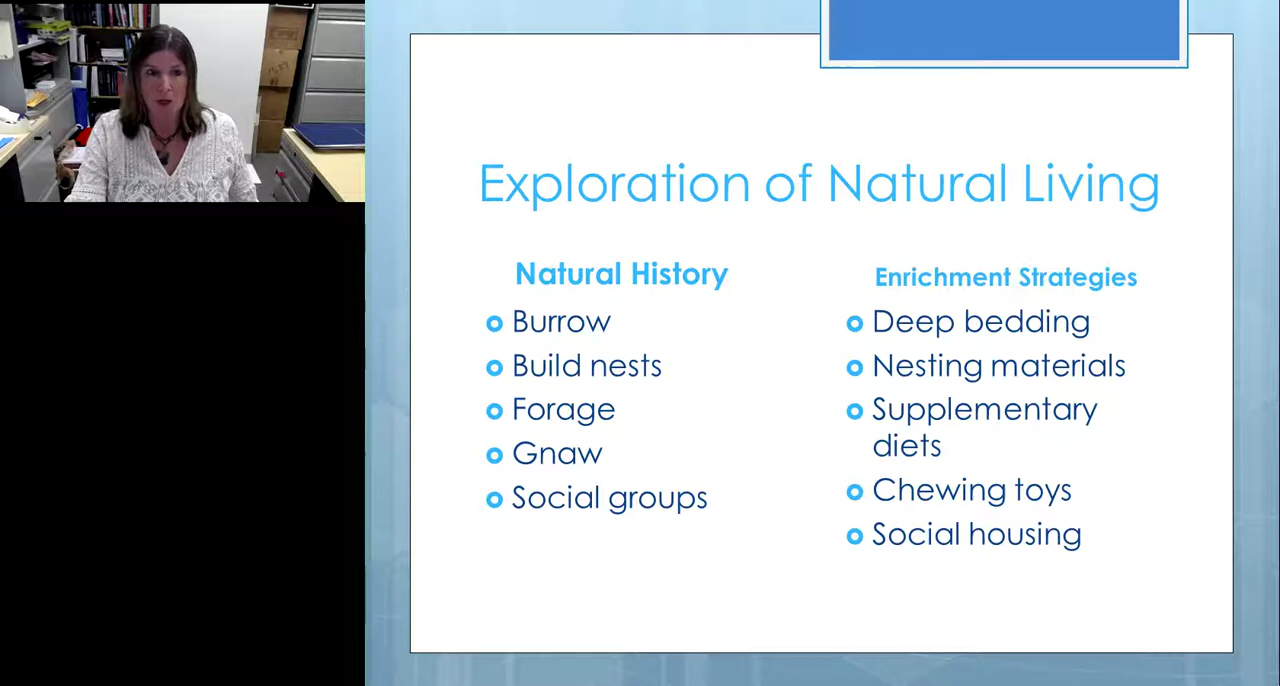 Exploration of Natural Living
Natural History
Burrow
Build nests
Forage
Gnaw
Social groups
Enrichment Strategies
Deep bedding
Nesting materials
Supplementary
diets
Chewing toys
Social housing